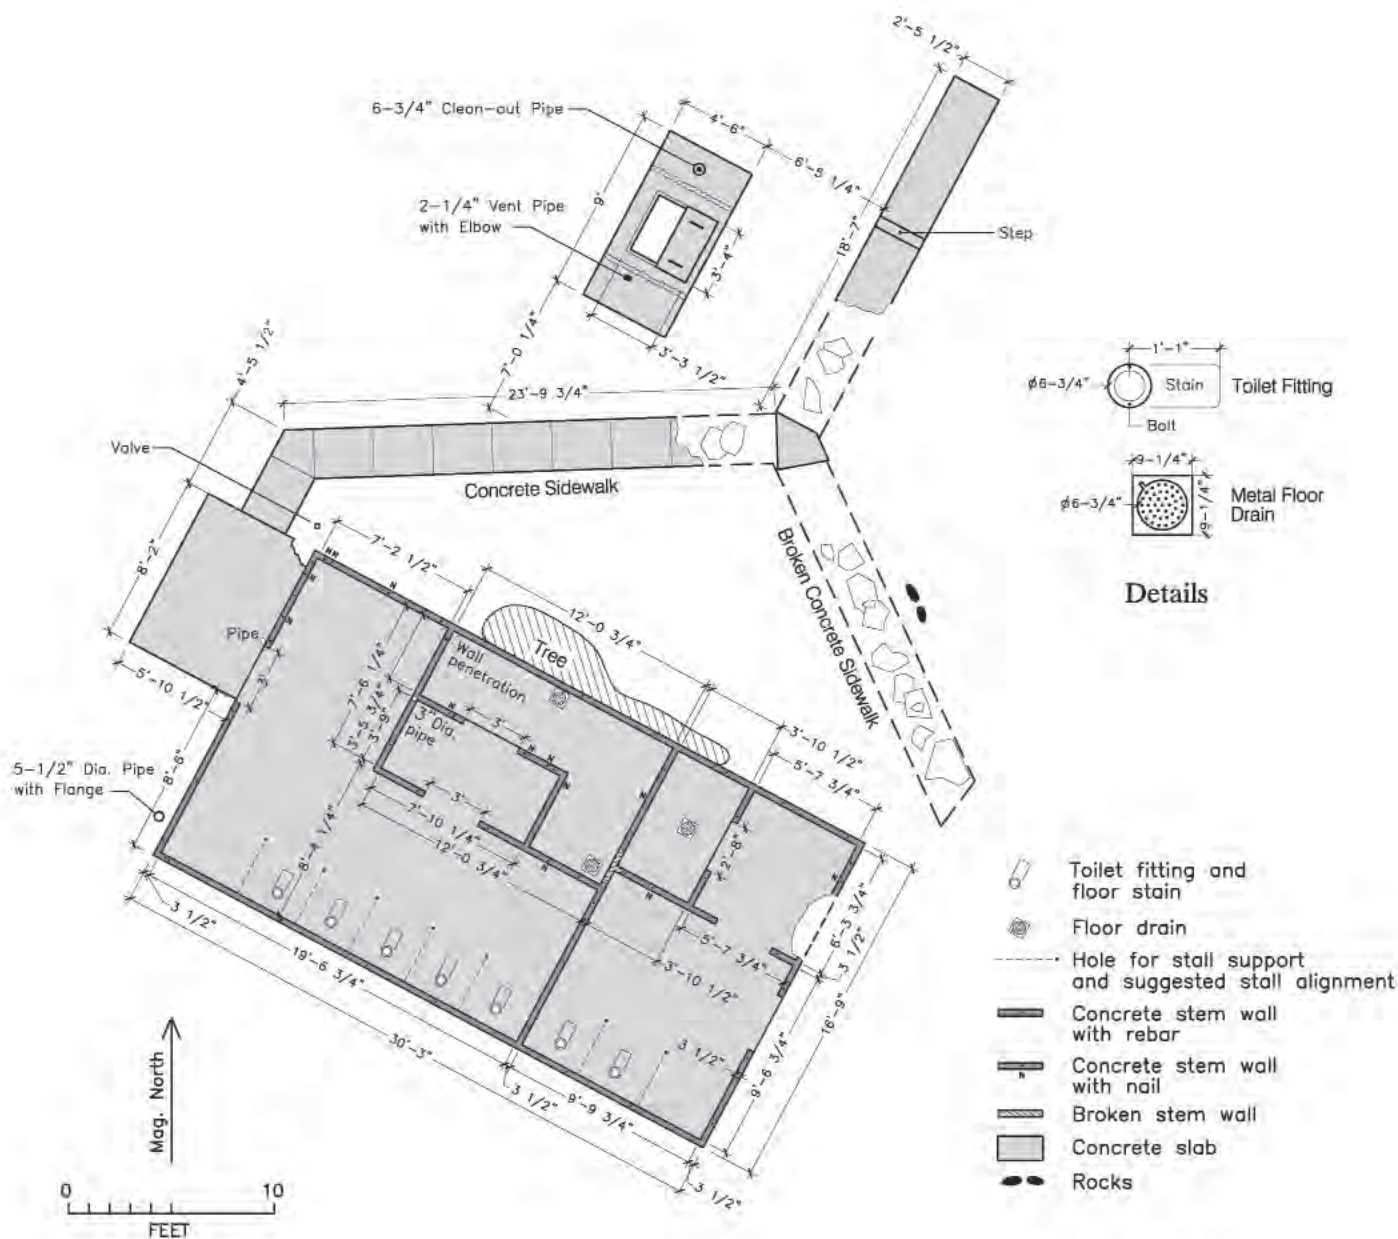 2'-5 1/2"
6-3/4" Clean-out Pipe
4'-6"
6'-5 1/4"
9'
2-1/4" Vent Pipe
with Elbow
18'-7"
Step
3'-4"
7'-0 1/4"
3'-3 1/2"
4'-5 1/2"
23'-9 3/4"
1'-1"
Ø6-3/4"
Stain
Toilet Fitting
Bolt
Valve
9-1/4"
Concrete Sidewalk
Ø6-3/4"
9-1/4"
Metal Floor
Drain
Details
8'-2"
7'-2 1/2"
Broken Concrete Sidewalk
12'-0 3/4"
Tree
Pipe
Wall
penetration
5'-10 1/2"
3'
7'-6 1/4"
3'-5 3/4"
3'-9"
3" Dia.
pipe
3'
3'-10 1/2"
5'-7 3/4"
5-1/2" Dia. Pipe
with Flange
8'-6"
3'
7'-10 1/4"
12'-0 3/4"
8'-4 1/4"
2'-8"
N
Toilet fitting and
floor stain
Floor drain
Hole for stall support
and suggested stall alignment
Concrete stem wall
with rebar
Concrete stem wall
with nail
N
Broken stem wall
Concrete slab
Rocks
6'-3 3/4"
3 1/2"
5'-7 3/4"
3'-10 1/2"
16'-9"
9'-6 3/4"
3 1/2"
3 1/2"
19'-6 3/4"
30'-3"
3 1/2"
9'-9 3/4"
3 1/2"
Mag. North
0 10
FEET